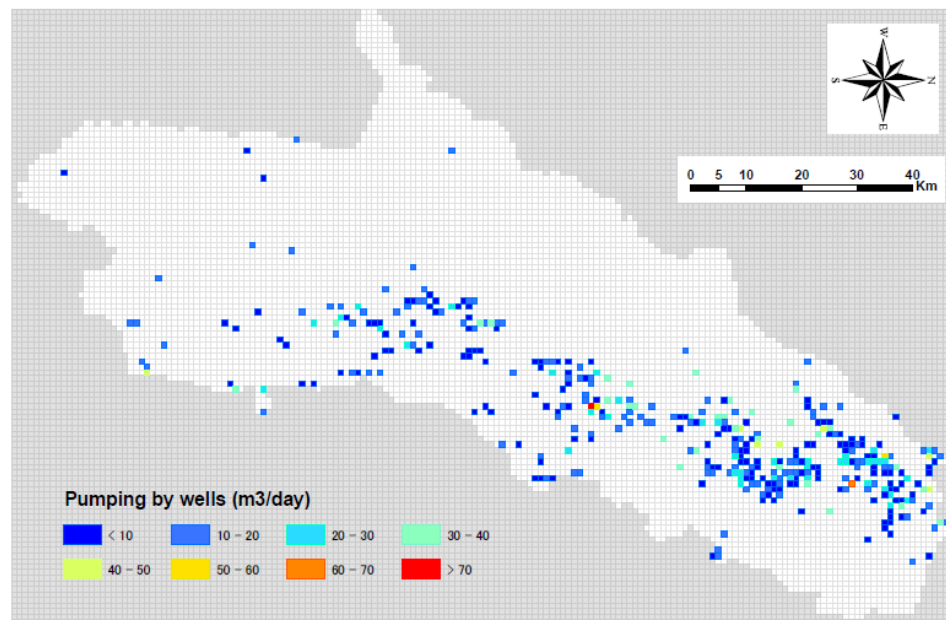 W
S N
E
0 5 10 20 30 40
Km
Pumping by wells (m3/day)
< 10 10 - 20 20 - 30 30 - 40
40 - 50 50 - 60 60 - 70 > 70